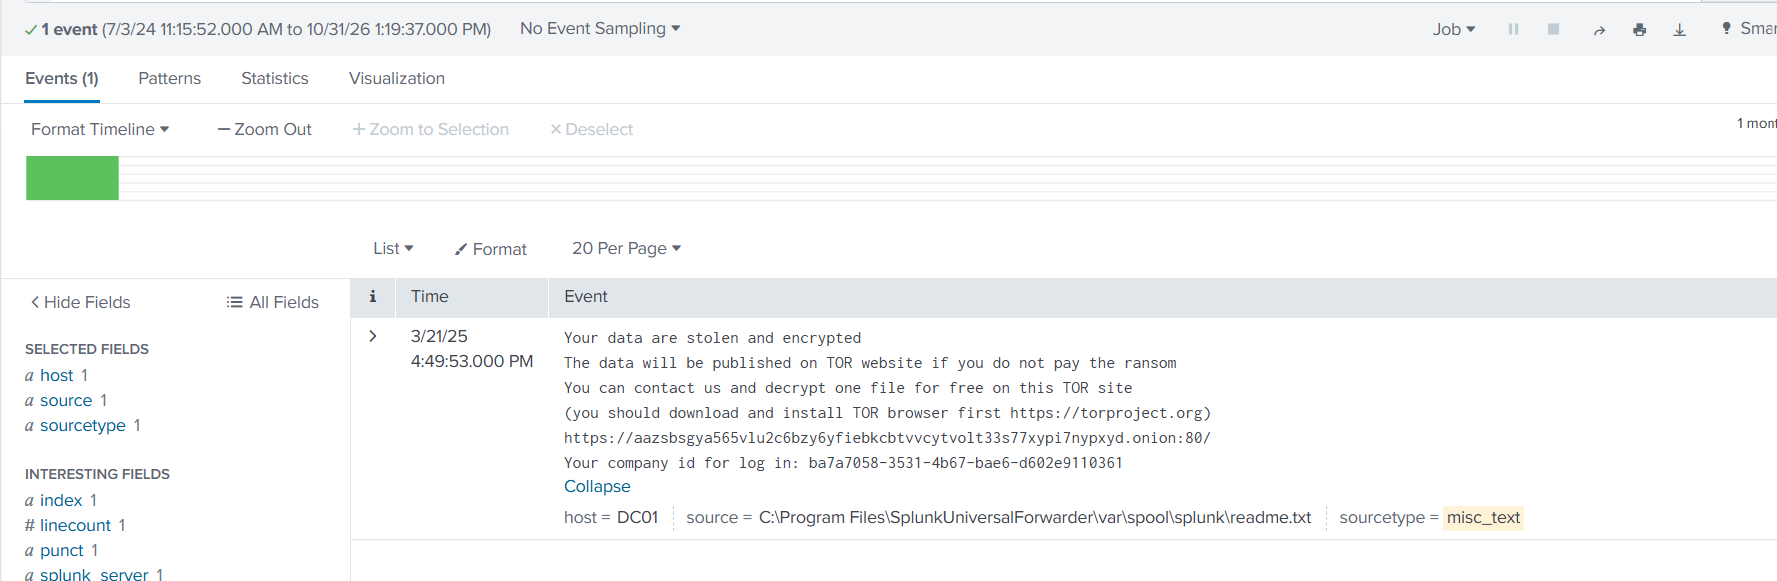 ✓ 1 event (7/3/24 11:15:52.000 AM to 10/31/26 1:19:37.000 PM) No Event Sampling Job
Events (1) Patterns Statistics Visualization
Format Timeline — Zoom Out + Zoom to Selection × Deselect
1
List Format 20 Per Page
< Hide Fields All Fields
i Time Event
SELECTED FIELDS
a host 1
a source 1
a sourcetype 1
INTERESTING FIELDS
a index 1
# linecount 1
a punct 1
a splunk_server 1
> 3/21/25
4:49:53.000 PM
Your data are stolen and encrypted
The data will be published on TOR website if you do not pay the ransom
You can contact us and decrypt one file for free on this TOR site
(you should download and install TOR browser first https://torproject.org)
https://aazsbsgya565vlu2c6bzy6yfiebkcbtvvcytvolt33s77xypi7nypxyd.onion:80/
Your company id for log in: ba7a7058-3531-4b67-bae6-d602e9110361
Collapse
host = DC01 source = C:\Program Files\SplunkUniversalForwarder\var\spool\splunk\readme.txt sourcetype = misc_text